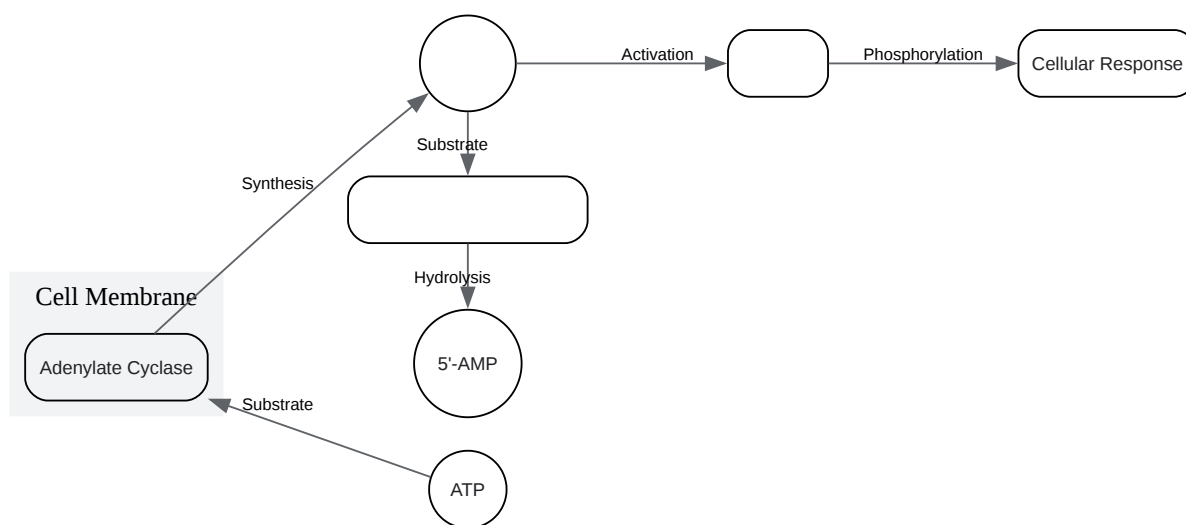 Activation
Phosphorylation
Cellular Response
Substrate
Synthesis
Hydrolysis
Cell Membrane
Adenylate Cyclase
5'-AMP
Substrate
ATP